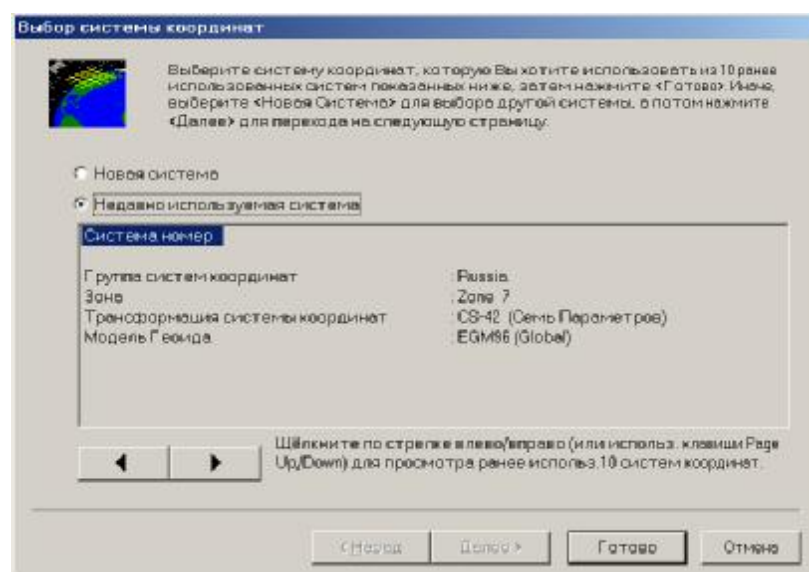 Выбор системы координат
Выберите систему координат, которую Вы хотите использовать из 10 ранее
использованных систем показанных ниже, затем нажмите <Готово>. Иначе,
выберите <Новая Система> для выбора другой системы, а потом нажмите
<Далее> для перехода на следующую страницу.
Новая система
Недавно используемая система
Система номер
Группа систем координат : Russia
Зона : Zone 7
Трансформация системы координат : CS-42 (Семь Параметров)
Модель Геоида : EGM96 (Global)
Щёлкните по стрелке влево/вправо (или использ. клавиши Page
Up/Down) для просмотра ранее использ.10 систем координат.
<Назад Далее > Готово Отмена